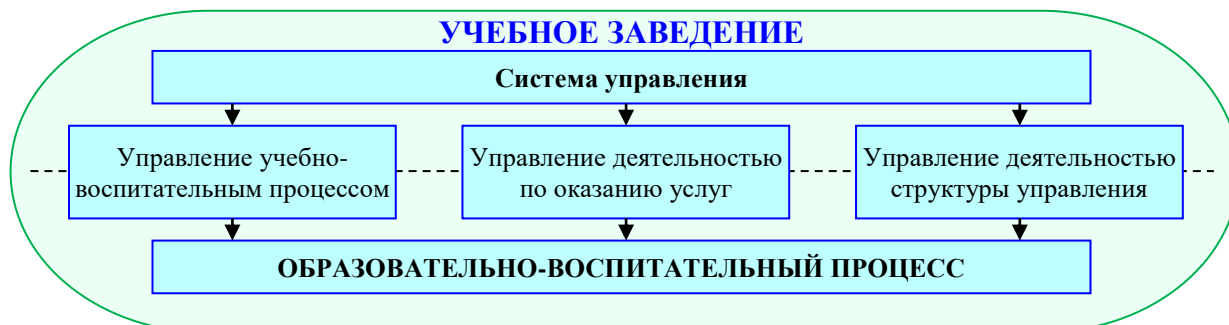 УЧЕБНОЕ ЗАВЕДЕНИЕ
Система управления
Управление учебно-
воспитательным процессом
Управление деятельностью
по оказанию услуг
Управление деятельностью
структуры управления
ОБРАЗОВАТЕЛЬНО-ВОСПИТАТЕЛЬНЫЙ ПРОЦЕСС